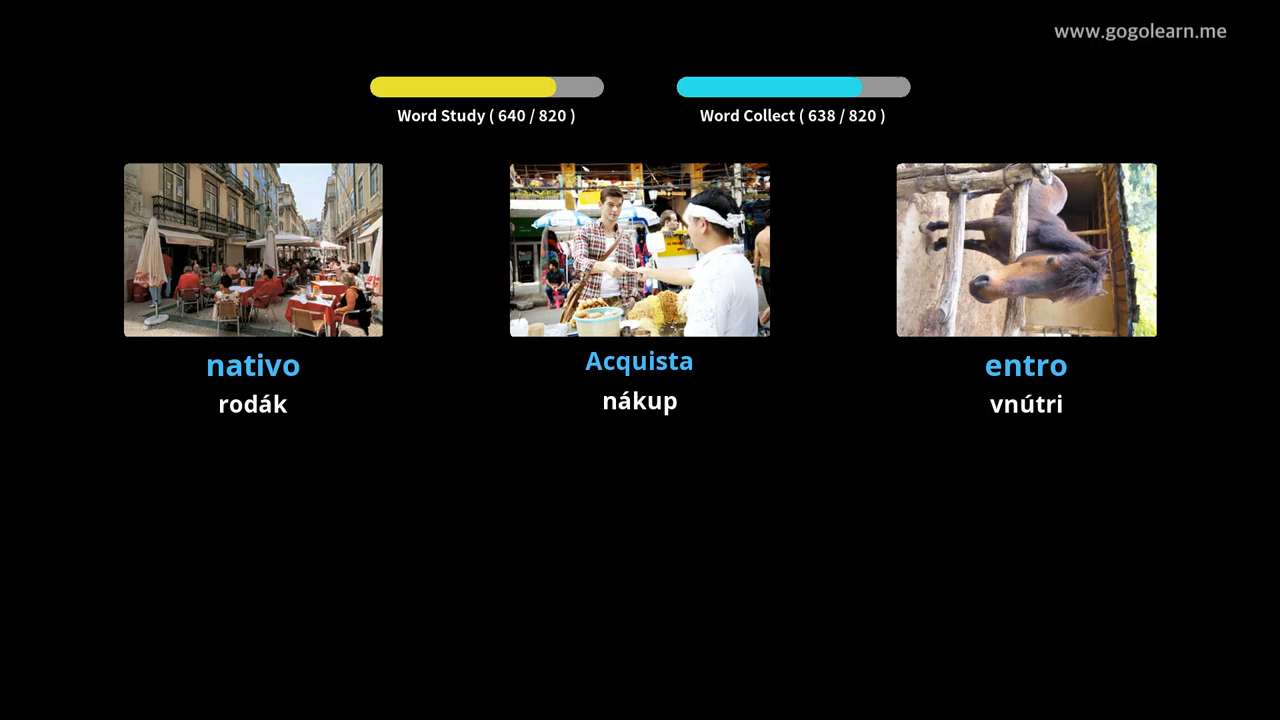 www.gogolearn.me
Word Study ( 640 / 820 )
Word Collect ( 638 / 820 )
nativo
rodák
Acquista
nákup
entro
vnútri